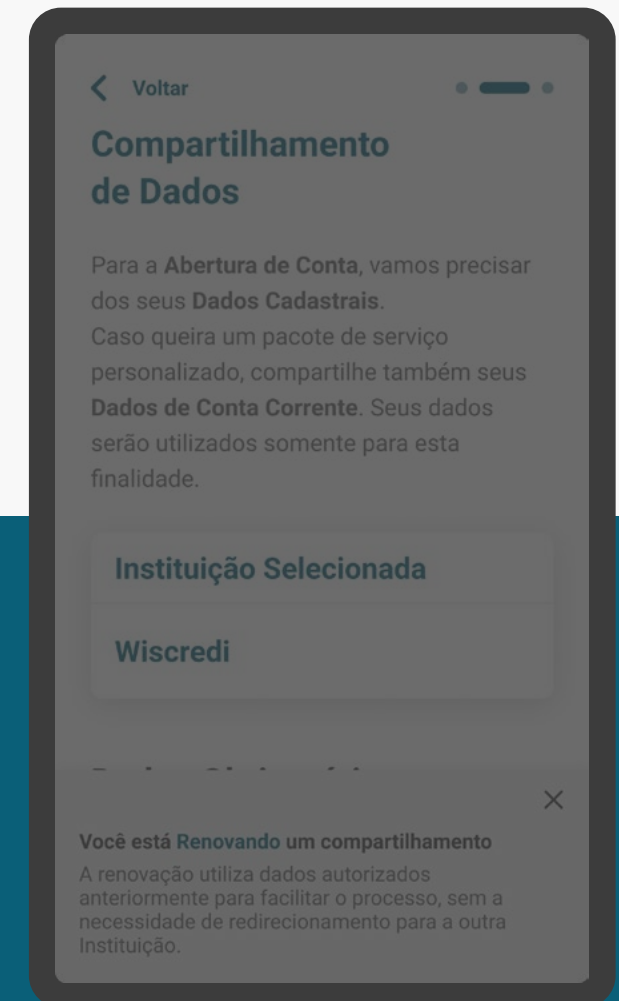 Voltar
Compartilhamento
de Dados
Para a Abertura de Conta, vamos precisar
dos seus Dados Cadastrais.
Caso queira um pacote de serviço
personalizado, compartilhe também seus
Dados de Conta Corrente. Seus dados
serão utilizados somente para esta
finalidade.
Instituição Selecionada
Wiscredi
Você está Renovando um compartilhamento
A renovação utiliza dados autorizados
anteriormente para facilitar o processo, sem a
necessidade de redirecionamento para a outra
Instituição.